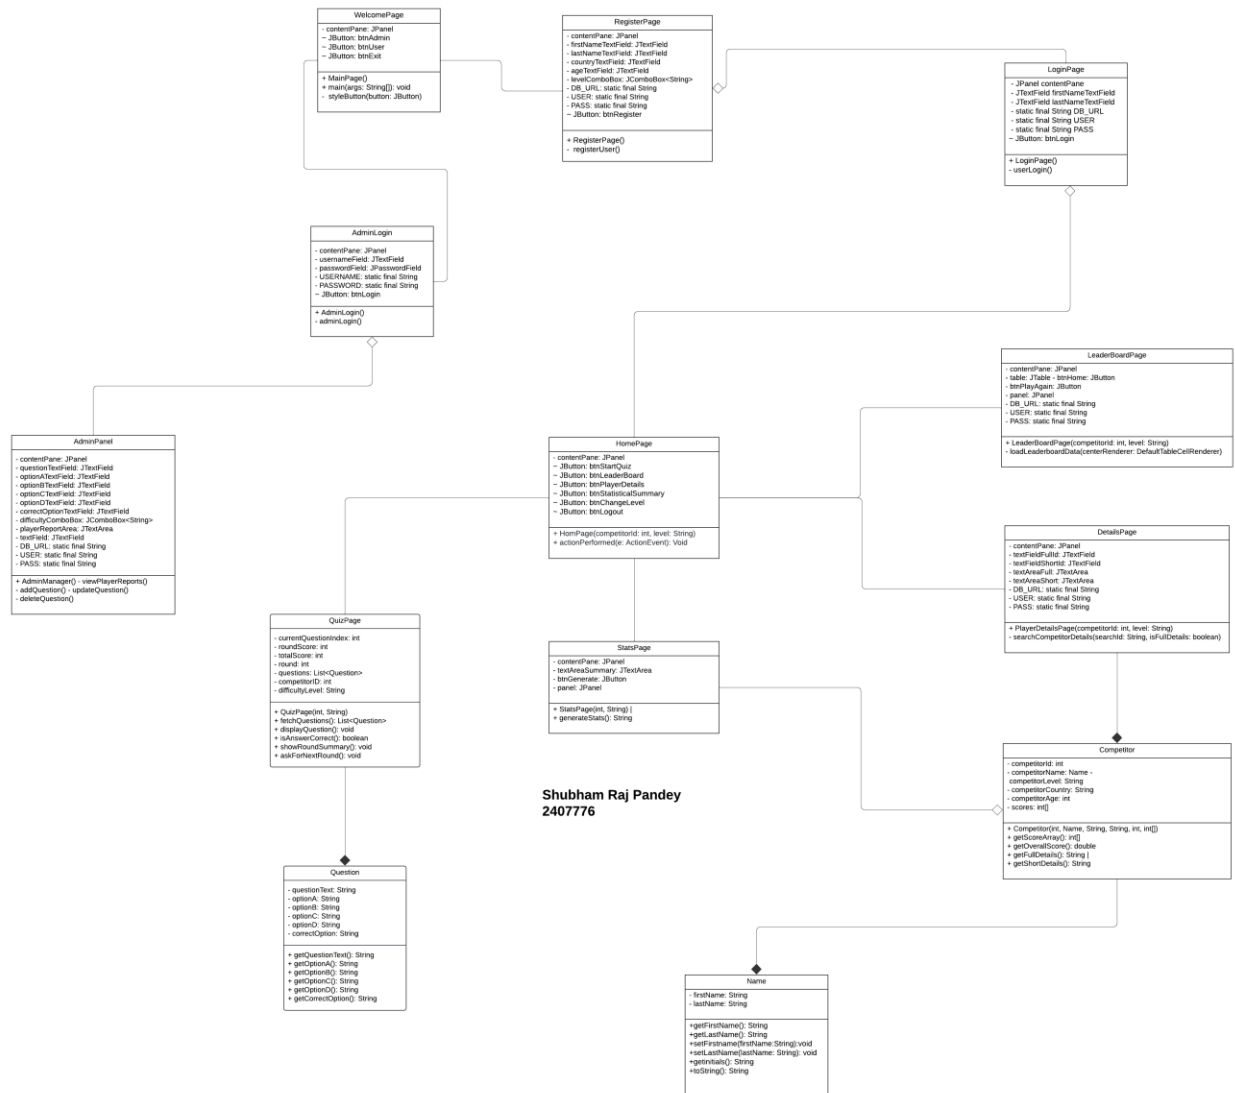 WelcomePage
- contentPane: JPanel
~ JButton: btnAdmin
~ JButton: btnUser
~ JButton: btnExit
+ MainPage()
+ main(args: String[]): void
- styleButton(button: JButton)
RegisterPage
- contentPane: JPanel
- firstNameTextField: JTextField
- lastNameTextField: JTextField
- countryTextField: JTextField
- ageTextField: JTextField
- levelComboBox: JComboBox<String>
- DB_URL: static final String
- USER: static final String
- PASS: static final String
~ JButton: btnRegister
+ RegisterPage()
- registerUser()
LoginPage
- JPanel contentPane
- JTextField firstNameTextField
- JTextField lastNameTextField
- static final String DB_URL
- static final String USER
- static final String PASS
~ JButton: btnLogin
+ LoginPage()
- userLogin()
AdminLogin
- contentPane: JPanel
- usernameField: JTextField
- passwordField: JPasswordField
- USERNAME: static final String
- PASSWORD: static final String
~ JButton: btnLogin
+ AdminLogin()
- adminLogin()
LeaderBoardPage
- contentPane: JPanel
- table: JTable - btnHome: JButton
- btnPlayAgain: JButton
- panel: JPanel
- DB_URL: static final String
- USER: static final String
- PASS: static final String
+ LeaderBoardPage(competitorId: int, level: String)
- loadLeaderboardData(centerRenderer: DefaultTableCellRenderer)
AdminPanel
- contentPane: JPanel
- questionTextField: JTextField
- optionATextField: JTextField
- optionBTextField: JTextField
- optionCTextField: JTextField
- optionDTextField: JTextField
- correctOptionTextField: JTextField
- difficultyComboBox: JComboBox<String>
- playerReportArea: JTextArea
- textField: JTextField
- DB_URL: static final String
- USER: static final String
- PASS: static final String
+ AdminManager() - viewPlayerReports()
- addQuestion() - updateQuestion()
- deleteQuestion()
HomePage
- contentPane: JPanel
~ JButton: btnStartQuiz
~ JButton: btnLeaderBoard
~ JButton: btnPlayerDetails
~ JButton: btnStatisticalSummary
~ JButton: btnChangeLevel
~ JButton: btnLogout
+ HomPage(competitorId: int, level: String)
+ actionPerformed(e: ActionEvent): Void
DetailsPage
- contentPane: JPanel
- textFieldFullId: JTextField
- textFieldShortId: JTextField
- textAreaFull: JTextArea
- textAreaShort: JTextArea
- DB_URL: static final String
- USER: static final String
- PASS: static final String
+ PlayerDetailsPage(competitorId: int, level: String)
- searchCompetitorDetails(searchId: String, isFullDetails: boolean)
QuizPage
- currentQuestionIndex: int
- roundScore: int
- totalScore: int
- round: int
- questions: List<Question>
- competitorID: int
- difficultyLevel: String
+ QuizPage(int, String)
+ fetchQuestions(): List<Question>
+ displayQuestion(): void
+ isAnswerCorrect(): boolean
+ showRoundSummary(): void
+ askForNextRound(): void
StatsPage
- contentPane: JPanel
- textAreaSummary: JTextArea
- btnGenerate: JButton
- panel: JPanel
+ StatsPage(int, String) |
+ generateStats(): String
Competitor
- competitorId: int
- competitorName: Name -
competitorLevel: String
- competitorCountry: String
- competitorAge: int
- scores: int[]
+ Competitor(int, Name, String, String, int, int[])
+ getScoreArray(): int[]
+ getOverallScore(): double
+ getFullDetails(): String |
+ getShortDetails(): String
Shubham Raj Pandey
2407776
Question
- questionText: String
- optionA: String
- optionB: String
- optionC: String
- optionD: String
- correctOption: String
+ getQuestionText(): String
+ getOptionA(): String
+ getOptionB(): String
+ getOptionC(): String
+ getOptionD(): String
+ getCorrectOption(): String
Name
- firstName: String
- lastName: String
+getFirstName(): String
+getLastName(): String
+setFirstname(firstName:String):void
+setLastName(lastName: String): void
+getinitials(): String
+toString(): String